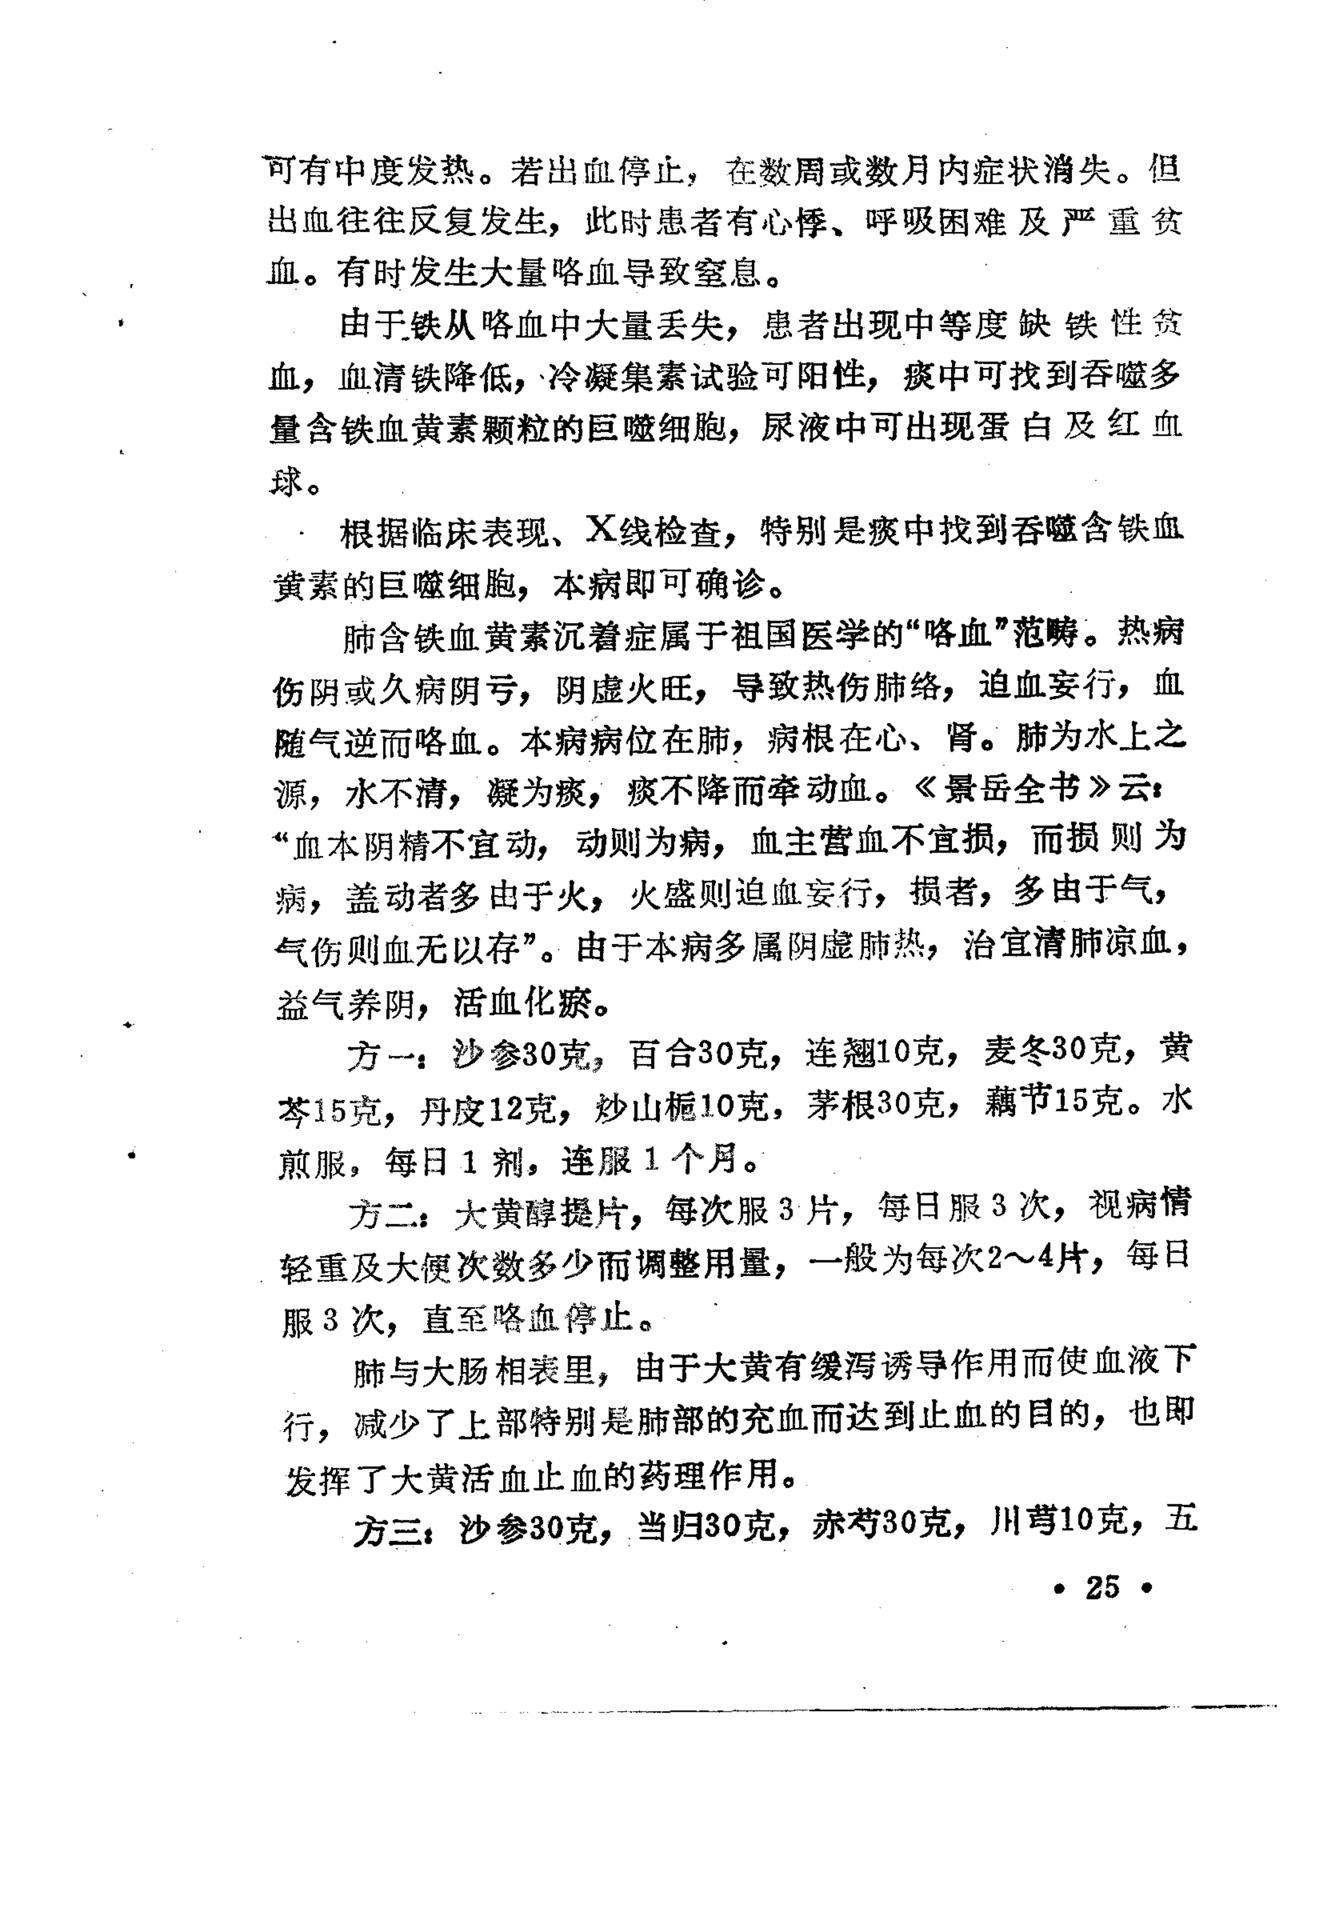 可有中度发热。若出血停止，在数周或数月内症状消失。但
出血往往反复发生，此时患者有心悸、呼吸困难及严重贫
血。有时发生大量咯血导致窒息。
由于铁从咯血中大量丢失，患者出现中等度缺铁性贫
血，血清铁降低，冷凝集素试验可阳性，痰中可找到吞噬多
量含铁血黄素颗粒的巨噬细胞，尿液中可出现蛋白及红血
球。
根据临床表现、X线检查，特别是痰中找到吞噬含铁血
黄素的巨噬细胞，本病即可确诊。
肺含铁血黄素沉着症属于祖国医学的“咯血”范畴。热病
伤阴或久病阴亏，阴虚火旺，导致热伤肺络，迫血妄行，血
随气逆而咯血。本病病位在肺，病根在心、肾。肺为水上之
源，水不清，凝为痰，痰不降而牵动血。《景岳全书》云：
“血本阴精不宜动，动则为病，血主营血不宜损，而损则为
病，盖动者多由于火，火盛则迫血妄行，损者，多由于气，
气伤则血无以存”。由于本病多属阴虚肺热，治宜清肺凉血，
益气养阴，活血化瘀。
方一：沙参30克，百合30克，连翘10克，麦冬30克，黄
芩15克，丹皮12克，炒山栀10克，茅根30克，藕节15克。水
煎服，每日1剂，连服1个月。
方二：大黄醇提片，每次服3片，每日服3次，视病情
轻重及大便次数多少而调整用量，一般为每次2～4片，每日
服3次，直至咯血停止。
肺与大肠相表里，由于大黄有缓泻诱导作用而使血液下
行，减少了上部特别是肺部的充血而达到止血的目的，也即
发挥了大黄活血止血的药理作用。
方三：沙参30克，当归30克，赤芍30克，川芎10克，五
• 25 •